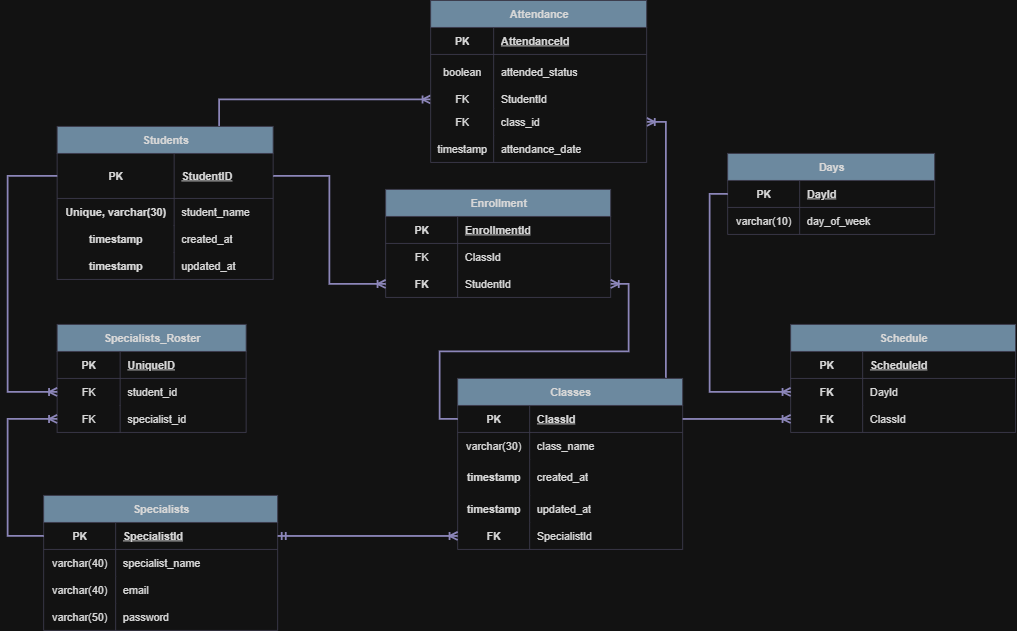 Attendance
PK AttendanceId
boolean attended_status
FK StudentId
FK class_id
timestamp attendance_date
Students
PK StudentID
Unique, varchar(30) student_name
timestamp created_at
timestamp updated_at
Enrollment
PK EnrollmentId
FK ClassId
FK StudentId
Days
PK DayId
varchar(10) day_of_week
Specialists_Roster
PK UniqueID
FK student_id
FK specialist_id
Schedule
PK ScheduleId
FK DayId
FK ClassId
Classes
PK ClassId
varchar(30) class_name
timestamp created_at
timestamp updated_at
FK SpecialistId
Specialists
PK SpecialistId
varchar(40) specialist_name
varchar(40) email
varchar(50) password